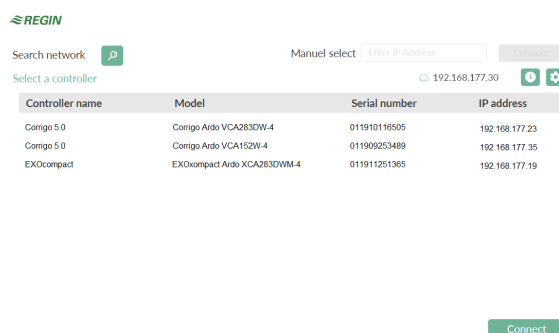 REGIN
Search network
Manuel select Enter IP Address Connect
Select a controller
192.168.177.30
Controller name Model Serial number IP address
Corrigo 5.0 Corrigo Ardo VCA283DW-4 011910116505 192.168.177.23
Corrigo 5.0 Corrigo Ardo VCA152W-4 011909253489 192.168.177.35
EXOcompact EXOxompact Ardo XCA283DWM-4 011911251365 192.168.177.19
Connect